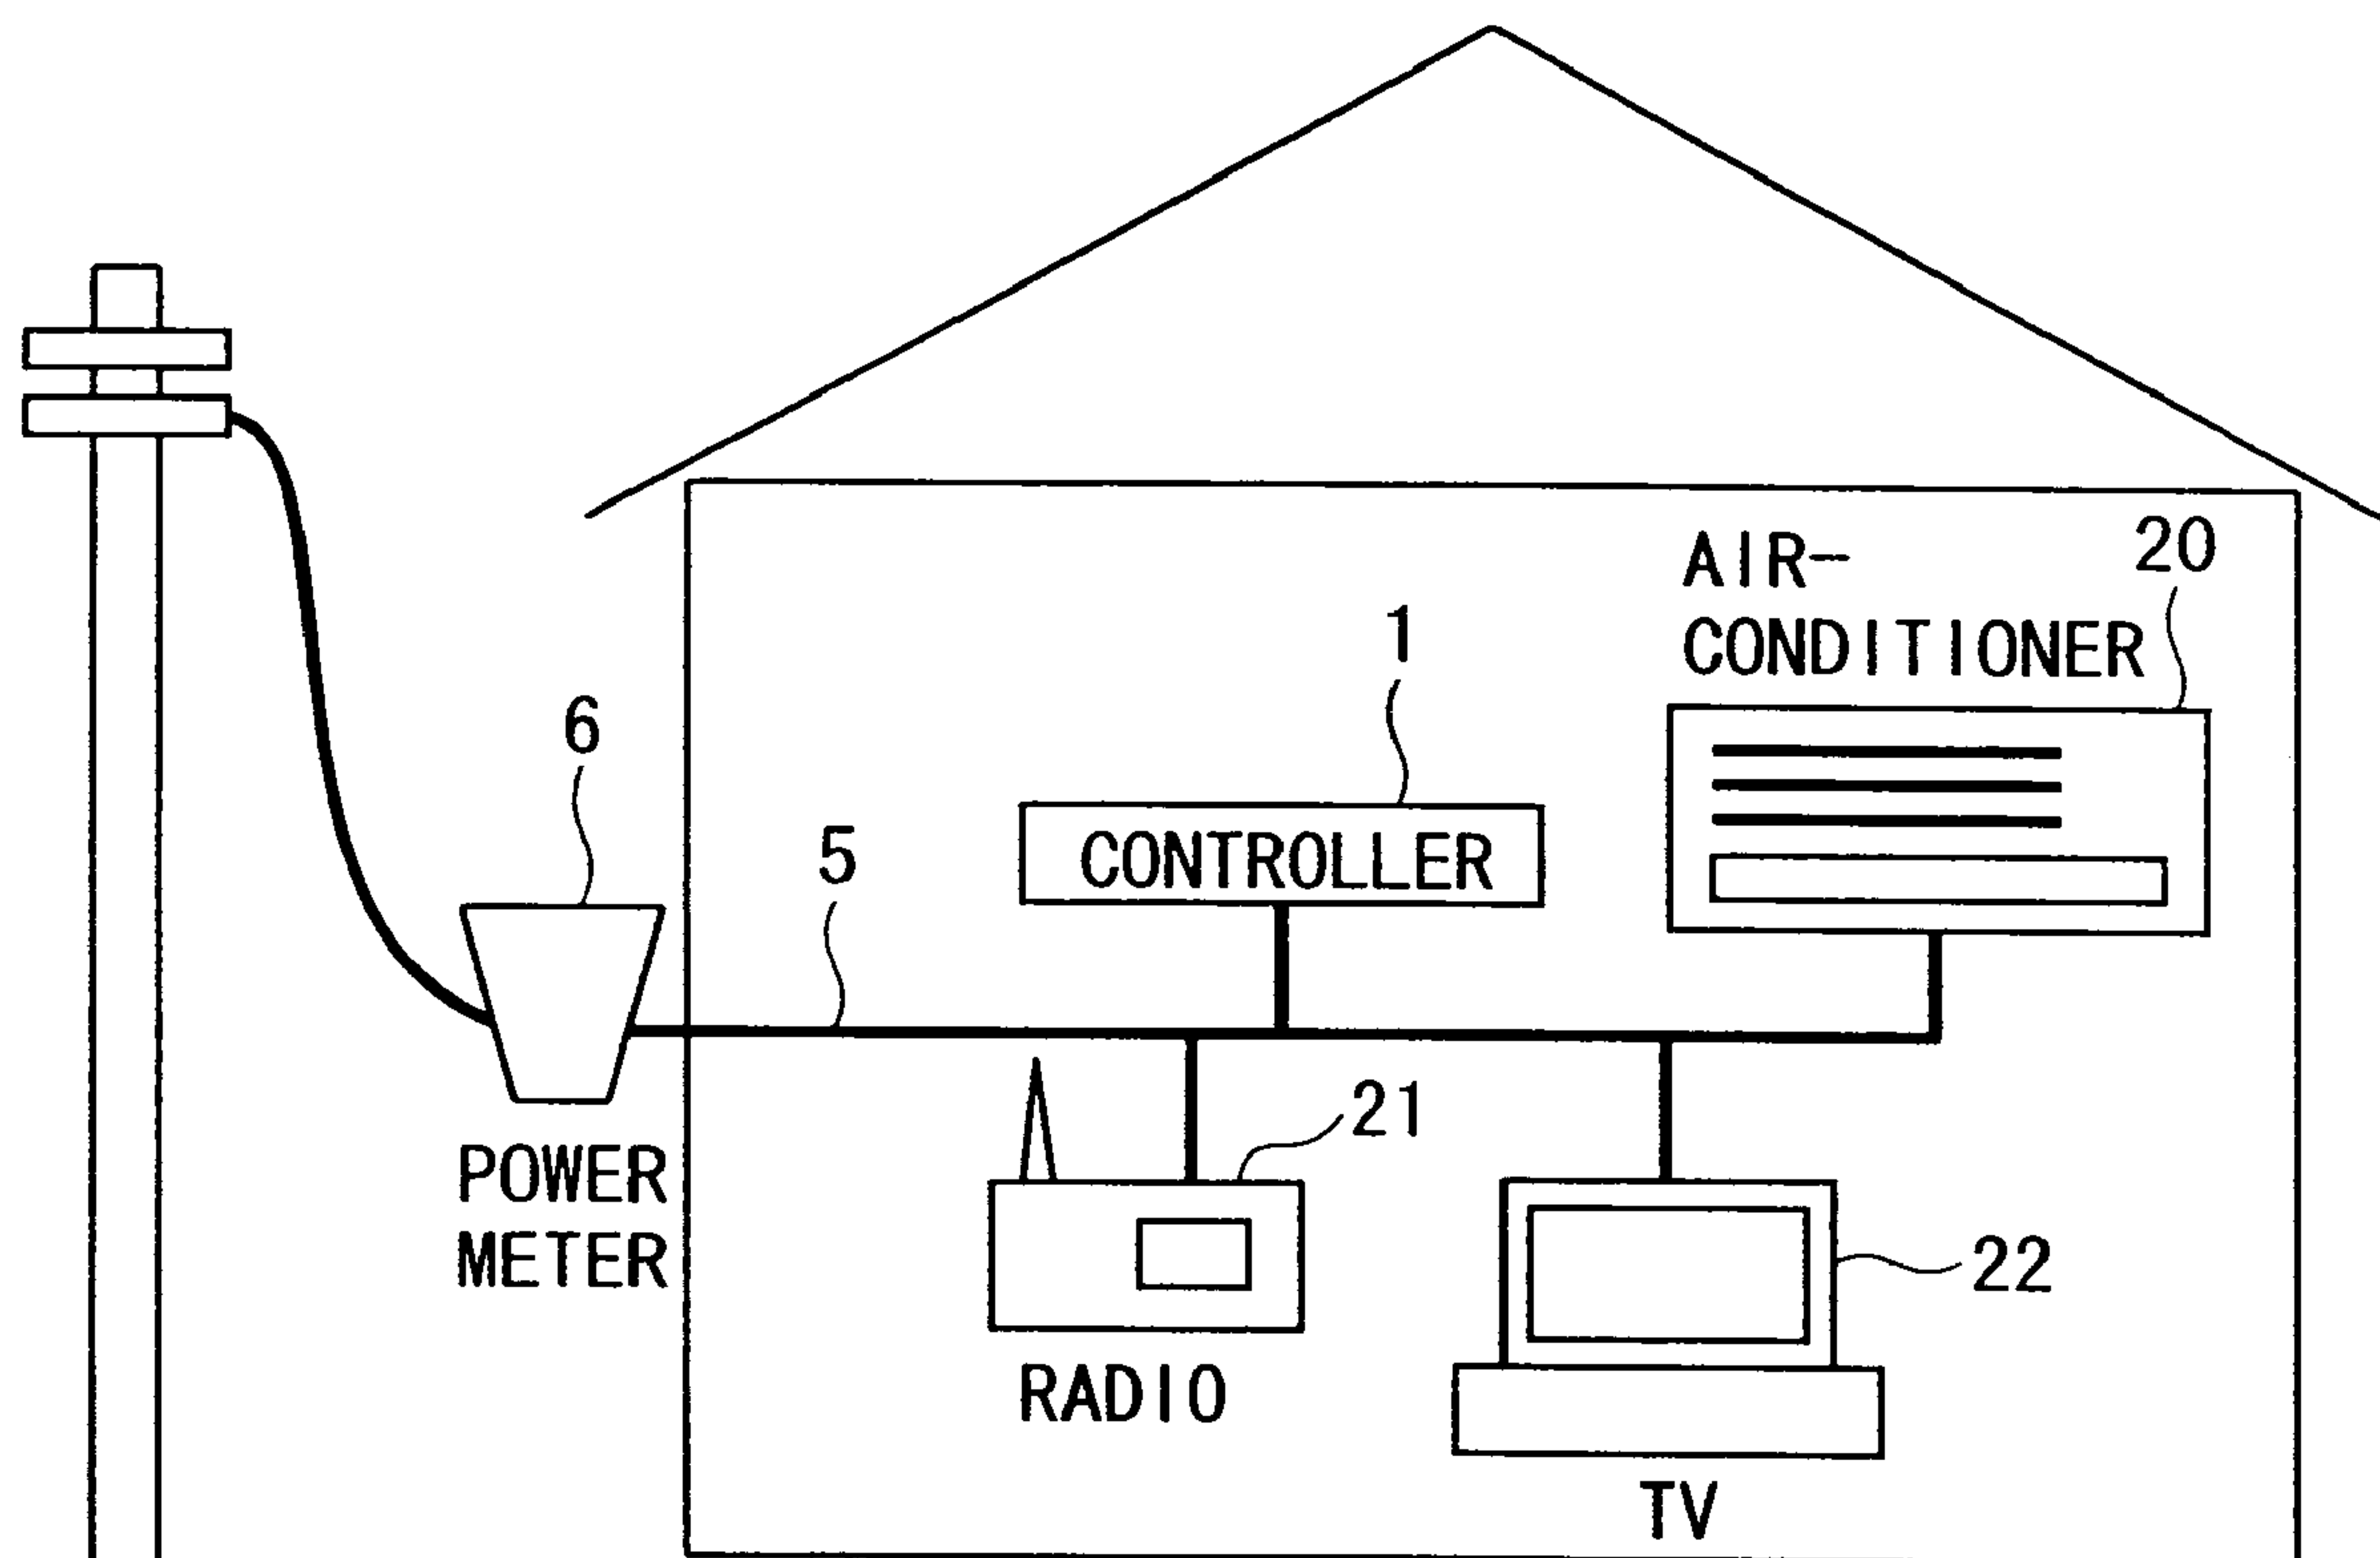 AIR-
CONDITIONER
20
1
6
CONTROLLER
5
21
POWER
METER
22
RADIO
TV